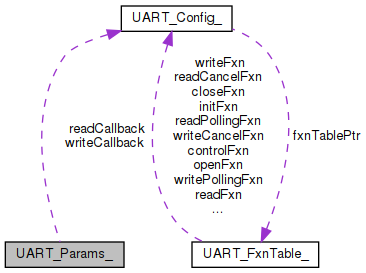 UART_Config_
readCallback
writeCallback
writeFxn
readCancelFxn
closeFxn
initFxn
readPollingFxn
writeCancelFxn
controlFxn
openFxn
writePollingFxn
readFxn
...
fxnTablePtr
UART_Params_
UART_FxnTable_